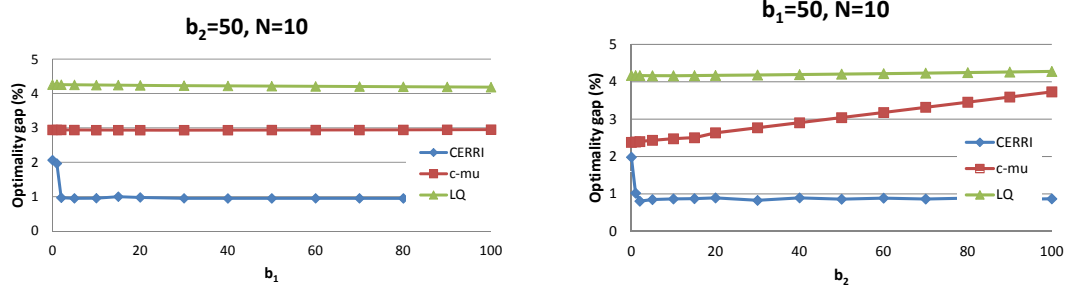 b₂=50, N=10
Optimality gap (%)
5
4
3
2
1
0
0 20 40 60 80 100
b₁
CERRI
c-mu
LQ
b₁=50, N=10
Optimality gap (%)
5
4
3
2
1
0
0 20 40 60 80 100
b₂
CERRI
c-mu
LQ